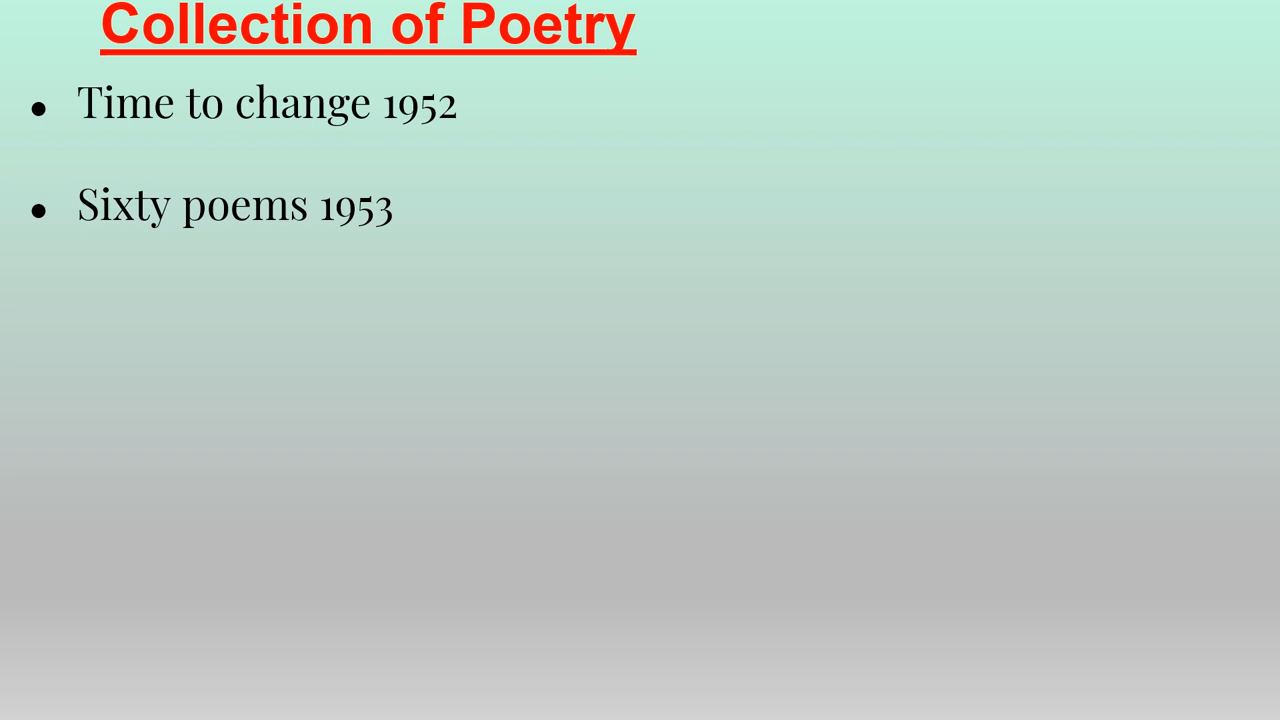 Collection of Poetry
● Time to change 1952
● Sixty poems 1953